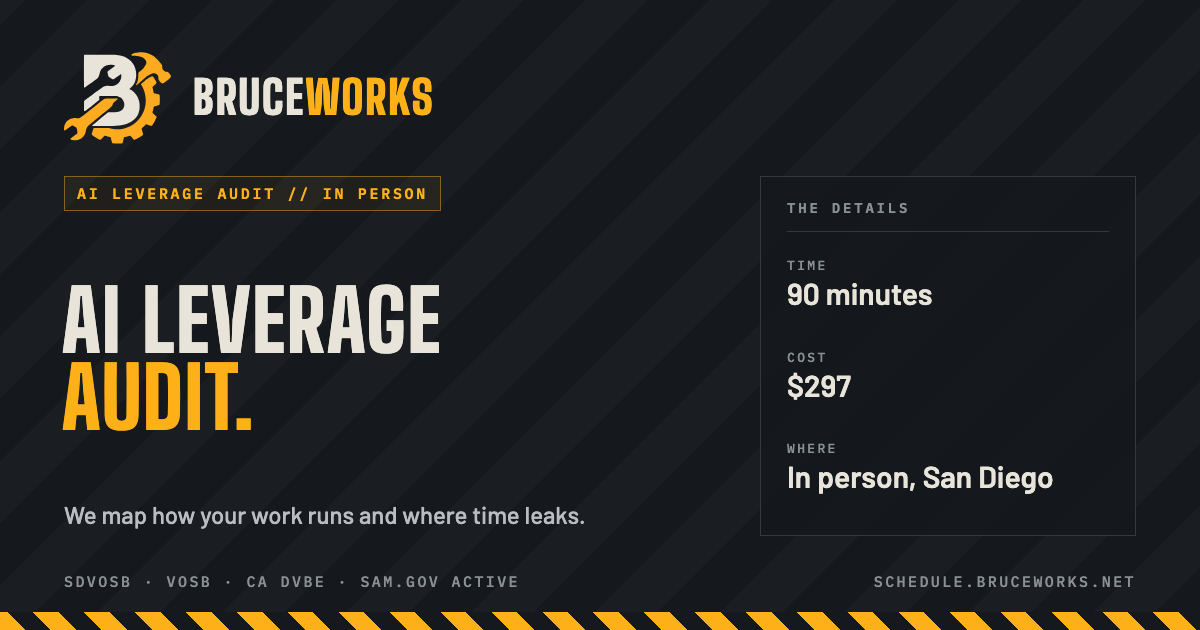 BRUCEWORKS
AI LEVERAGE AUDIT // IN PERSON
AI LEVERAGE
AUDIT.
We map how your work runs and where time leaks.
THE DETAILS
TIME
90 minutes
COST
$297
WHERE
In person, San Diego
SDVOSB · VOSB · CA DVBE · SAM.GOV ACTIVE
SCHEDULE.BRUCEWORKS.NET